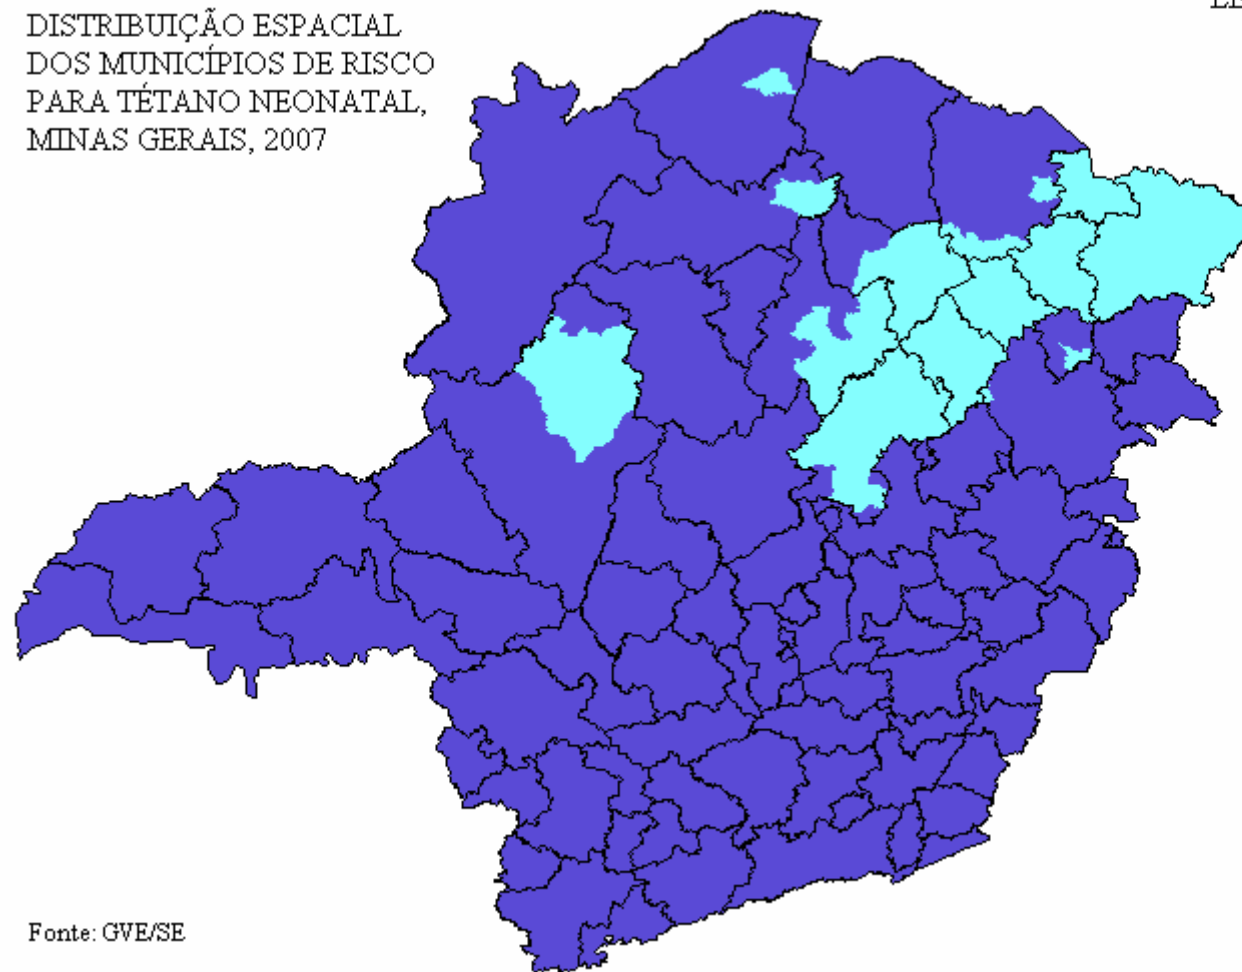 DISTRIBUIÇÃO ESPACIAL
DOS MUNICÍPIOS DE RISCO
PARA TÉTANO NEONATAL,
MINAS GERAIS, 2007
Fonte: GVE/SE